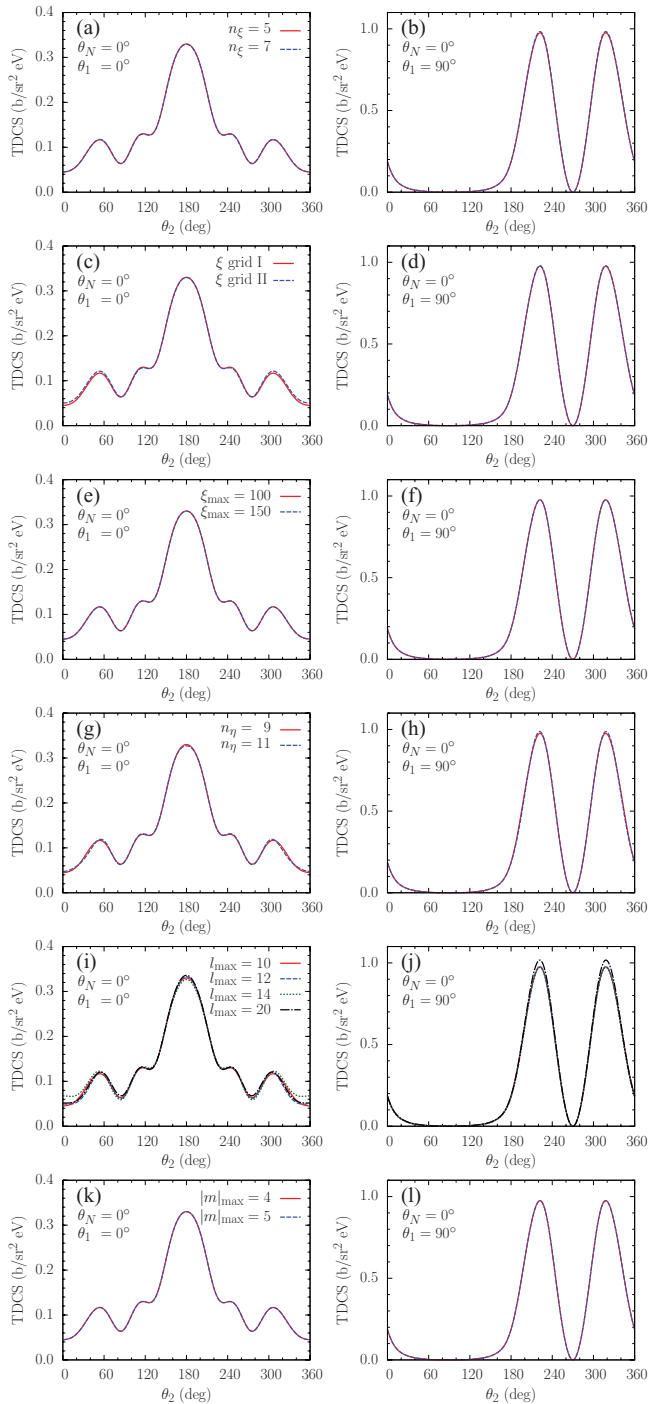 (a)
θ_N = 0°
θ_1 = 0°
n_ξ = 5
n_ξ = 7
TDCS (b/sr² eV)
0.4
0.3
0.2
0.1
0.0
0 60 120 180 240 300 360
θ_2 (deg)
(b)
θ_N = 0°
θ_1 = 90°
TDCS (b/sr² eV)
1.0
0.5
0.0
0 60 120 180 240 300 360
θ_2 (deg)
(c)
θ_N = 0°
θ_1 = 0°
ξ grid I
ξ grid II
TDCS (b/sr² eV)
0.4
0.3
0.2
0.1
0.0
0 60 120 180 240 300 360
θ_2 (deg)
(d)
θ_N = 0°
θ_1 = 90°
TDCS (b/sr² eV)
1.0
0.5
0.0
0 60 120 180 240 300 360
θ_2 (deg)
(e)
θ_N = 0°
θ_1 = 0°
ξ_max = 100
ξ_max = 150
TDCS (b/sr² eV)
0.4
0.3
0.2
0.1
0.0
0 60 120 180 240 300 360
θ_2 (deg)
(f)
θ_N = 0°
θ_1 = 90°
TDCS (b/sr² eV)
1.0
0.5
0.0
0 60 120 180 240 300 360
θ_2 (deg)
(g)
θ_N = 0°
θ_1 = 0°
n_η = 9
n_η = 11
TDCS (b/sr² eV)
0.4
0.3
0.2
0.1
0.0
0 60 120 180 240 300 360
θ_2 (deg)
(h)
θ_N = 0°
θ_1 = 90°
TDCS (b/sr² eV)
1.0
0.5
0.0
0 60 120 180 240 300 360
θ_2 (deg)
(i)
θ_N = 0°
θ_1 = 0°
l_max = 10
l_max = 12
l_max = 14
l_max = 20
TDCS (b/sr² eV)
0.4
0.3
0.2
0.1
0.0
0 60 120 180 240 300 360
θ_2 (deg)
(j)
θ_N = 0°
θ_1 = 90°
TDCS (b/sr² eV)
1.0
0.5
0.0
0 60 120 180 240 300 360
θ_2 (deg)
(k)
θ_N = 0°
θ_1 = 0°
|m|_max = 4
|m|_max = 5
TDCS (b/sr² eV)
0.4
0.3
0.2
0.1
0.0
0 60 120 180 240 300 360
θ_2 (deg)
(l)
θ_N = 0°
θ_1 = 90°
TDCS (b/sr² eV)
1.0
0.5
0.0
0 60 120 180 240 300 360
θ_2 (deg)